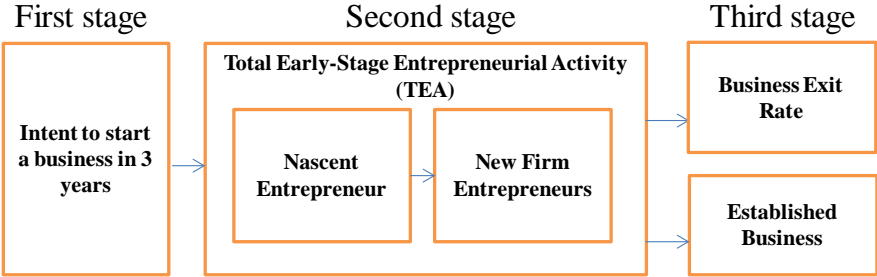 First stage
Second stage
Third stage
Intent to start
a business in 3
years
Total Early-Stage Entrepreneurial Activity
(TEA)
Nascent
Entrepreneur
New Firm
Entrepreneurs
Business Exit
Rate
Established
Business